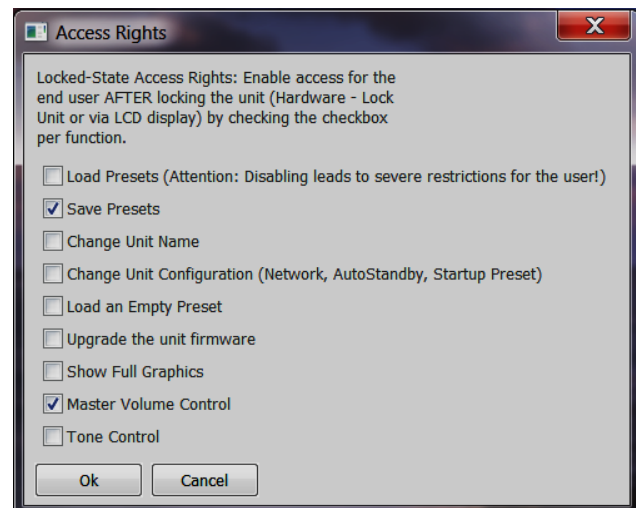 Access Rights
Locked-State Access Rights: Enable access for the
end user AFTER locking the unit (Hardware - Lock
Unit or via LCD display) by checking the checkbox
per function.
Load Presets (Attention: Disabling leads to severe restrictions for the user!)
Save Presets
Change Unit Name
Change Unit Configuration (Network, AutoStandby, Startup Preset)
Load an Empty Preset
Upgrade the unit firmware
Show Full Graphics
Master Volume Control
Tone Control
Ok Cancel